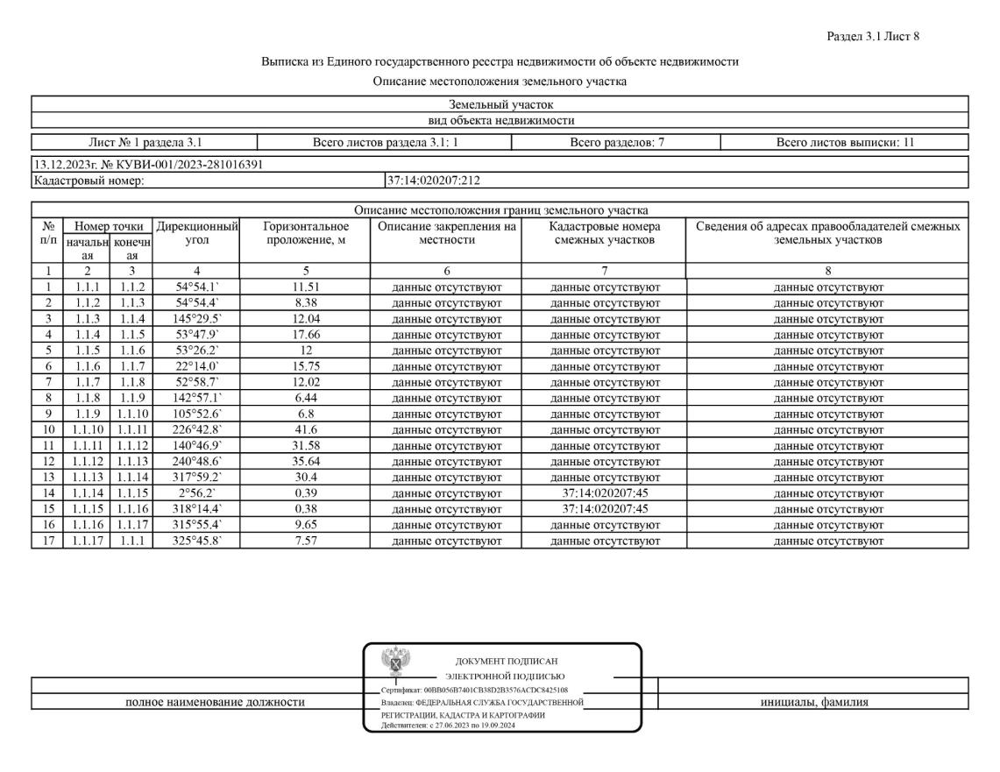 Раздел 3.1 Лист 8
Выписка из Единого государственного реестра недвижимости об объекте недвижимости
Описание местоположения земельного участка
Земельный участок
вид объекта недвижимости
Лист № 1 раздела 3.1 Всего листов раздела 3.1: 1 Всего разделов: 7 Всего листов выписки: 11
13.12.2023г. № КУВИ-001/2023-281016391
Кадастровый номер: 37:14:020207:212
Описание местоположения границ земельного участка
№ Номер точки Дирекционный Горизонтальное Описание закрепления на Кадастровые номера Сведения об адресах правообладателей смежных
п/п начальн конечн угол проложение, м местности смежных участков земельных участков
ая ая
1 2 3 4 5 6 7 8
1 1.1.1 1.1.2 54°54.1` 11.51 данные отсутствуют данные отсутствуют данные отсутствуют
2 1.1.2 1.1.3 54°54.4` 8.38 данные отсутствуют данные отсутствуют данные отсутствуют
3 1.1.3 1.1.4 145°29.5` 12.04 данные отсутствуют данные отсутствуют данные отсутствуют
4 1.1.4 1.1.5 53°47.9` 17.66 данные отсутствуют данные отсутствуют данные отсутствуют
5 1.1.5 1.1.6 53°26.2` 12 данные отсутствуют данные отсутствуют данные отсутствуют
6 1.1.6 1.1.7 22°14.0` 15.75 данные отсутствуют данные отсутствуют данные отсутствуют
7 1.1.7 1.1.8 52°58.7` 12.02 данные отсутствуют данные отсутствуют данные отсутствуют
8 1.1.8 1.1.9 142°57.1` 6.44 данные отсутствуют данные отсутствуют данные отсутствуют
9 1.1.9 1.1.10 105°52.6` 6.8 данные отсутствуют данные отсутствуют данные отсутствуют
10 1.1.10 1.1.11 226°42.8` 41.6 данные отсутствуют данные отсутствуют данные отсутствуют
11 1.1.11 1.1.12 140°46.9` 31.58 данные отсутствуют данные отсутствуют данные отсутствуют
12 1.1.12 1.1.13 240°48.6` 35.64 данные отсутствуют данные отсутствуют данные отсутствуют
13 1.1.13 1.1.14 317°59.2` 30.4 данные отсутствуют данные отсутствуют данные отсутствуют
14 1.1.14 1.1.15 2°56.2` 0.39 данные отсутствуют 37:14:020207:45 данные отсутствуют
15 1.1.15 1.1.16 318°14.4` 0.38 данные отсутствуют 37:14:020207:45 данные отсутствуют
16 1.1.16 1.1.17 315°55.4` 9.65 данные отсутствуют данные отсутствуют данные отсутствуют
17 1.1.17 1.1.1 325°45.8` 7.57 данные отсутствуют данные отсутствуют данные отсутствуют
ДОКУМЕНТ ПОДПИСАН
ЭЛЕКТРОННОЙ ПОДПИСЬЮ
Сертификат: 00BB056B7401CB38D2B3576ACDC8425108
полное наименование должности Владелец: ФЕДЕРАЛЬНАЯ СЛУЖБА ГОСУДАРСТВЕННОЙ инициалы, фамилия
РЕГИСТРАЦИИ, КАДАСТРА И КАРТОГРАФИИ
Действителен: с 27.06.2023 по 19.09.2024